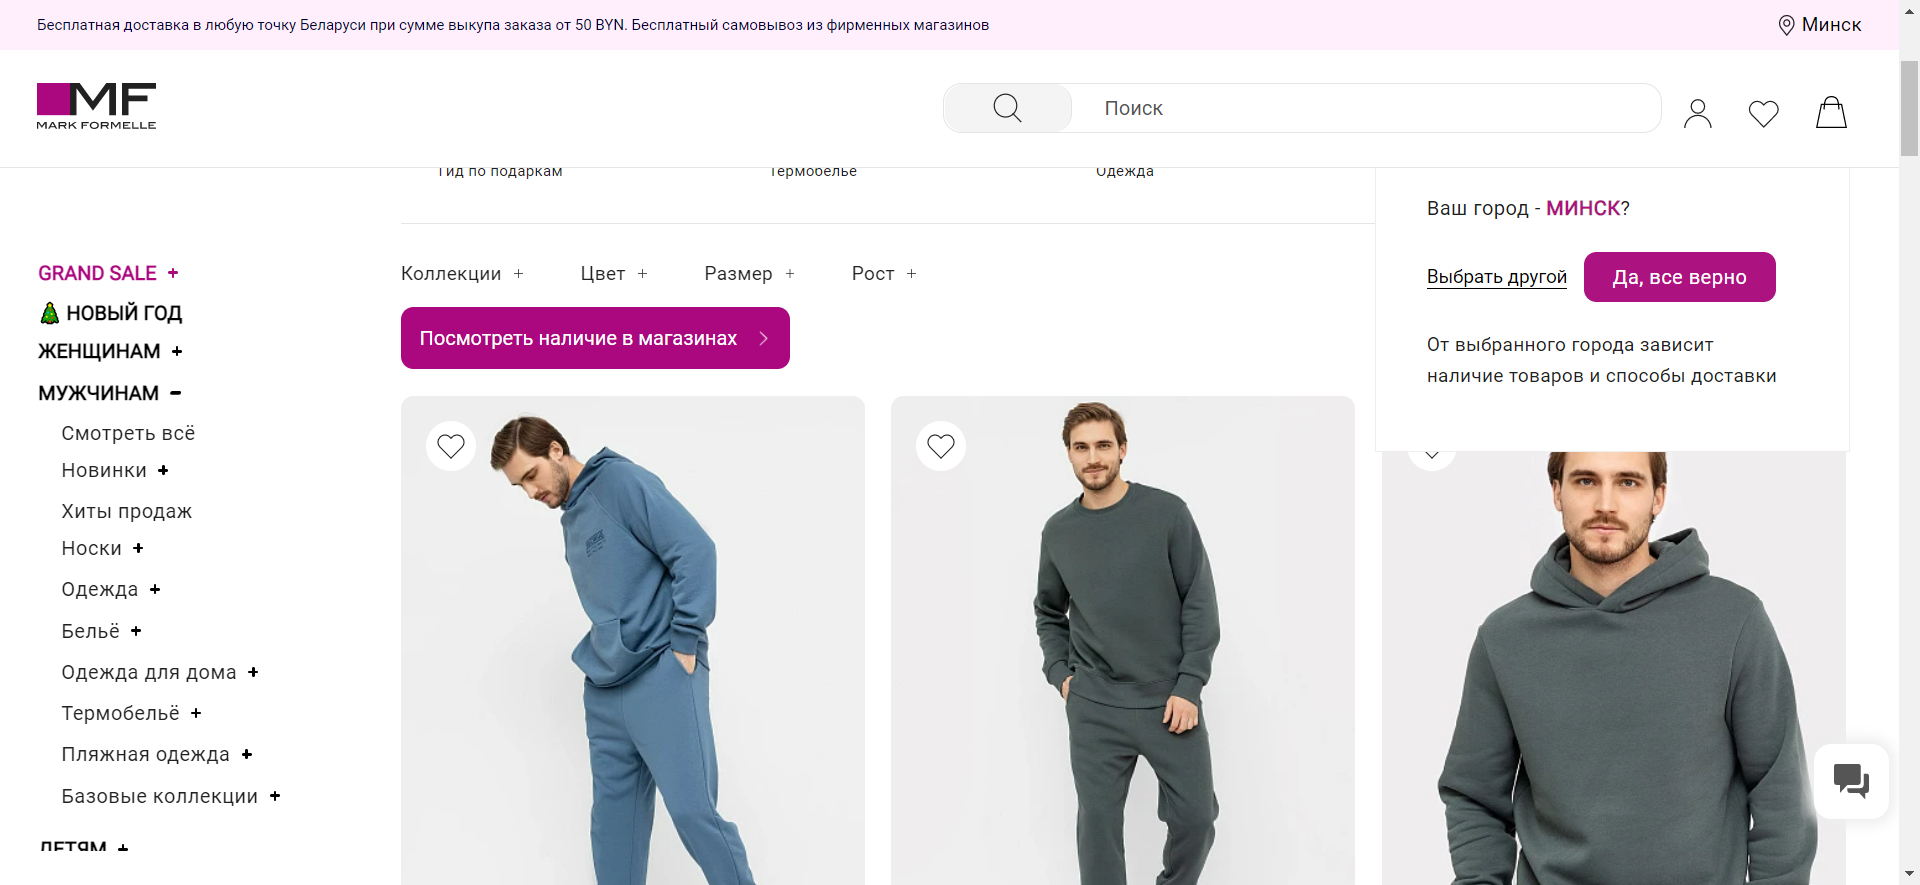 Бесплатная доставка в любую точку Беларуси при сумме выкупа заказа от 50 BYN. Бесплатный самовывоз из фирменных магазинов
Минск
MF
MARK FORMELLE
Поиск
Гид по подаркам
Термобелье
Одежда
Ваш город - МИНСК?
Выбрать другой
Да, все верно
От выбранного города зависит
наличие товаров и способы доставки
GRAND SALE +
НОВЫЙ ГОД
ЖЕНЩИНАМ +
МУЖЧИНАМ –
Смотреть всё
Новинки +
Хиты продаж
Носки +
Одежда +
Бельё +
Одежда для дома +
Термобельё +
Пляжная одежда +
Базовые коллекции +
ДЕТЯМ +
Коллекции +
Цвет +
Размер +
Рост +
Посмотреть наличие в магазинах